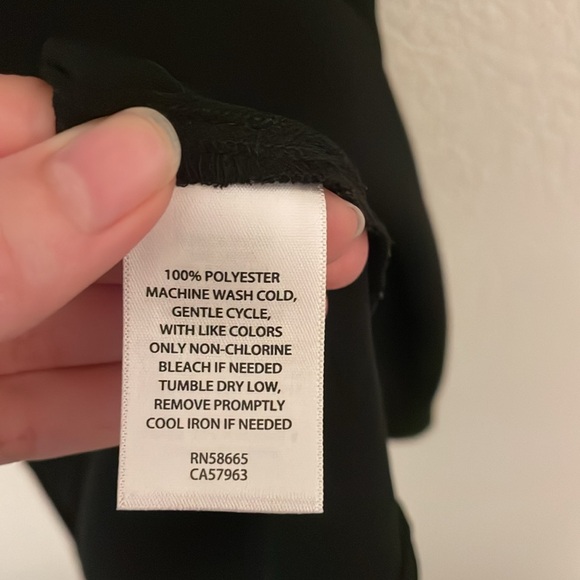 100% POLYESTER
MACHINE WASH COLD,
GENTLE CYCLE,
WITH LIKE COLORS
ONLY NON-CHLORINE
BLEACH IF NEEDED
TUMBLE DRY LOW,
REMOVE PROMPTLY
COOL IRON IF NEEDED
RN58665
CA57963